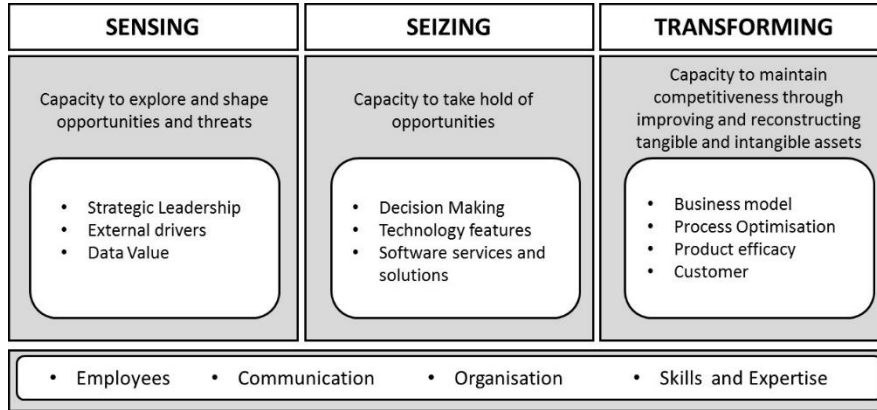 SENSING
Capacity to explore and shape
opportunities and threats
• Strategic Leadership
• External drivers
• Data Value
SEIZING
Capacity to take hold of
opportunities
• Decision Making
• Technology features
• Software services and
solutions
TRANSFORMING
Capacity to maintain
competitiveness through
improving and reconstructing
tangible and intangible assets
• Business model
• Process Optimisation
• Product efficacy
• Customer
• Employees • Communication • Organisation • Skills and Expertise